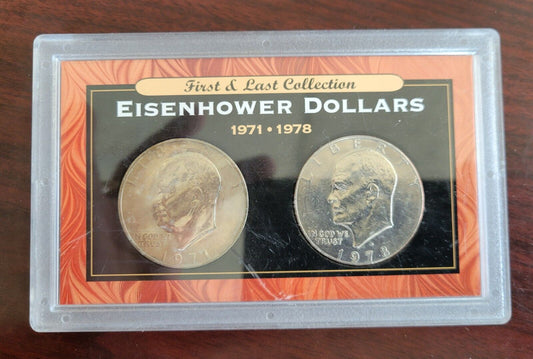 First & Last Collection
EISENHOWER DOLLARS
1971 • 1978
LIBERTY
IN GOD WE
TRUST
1971
LIBERTY
IN GOD WE
TRUST
1978